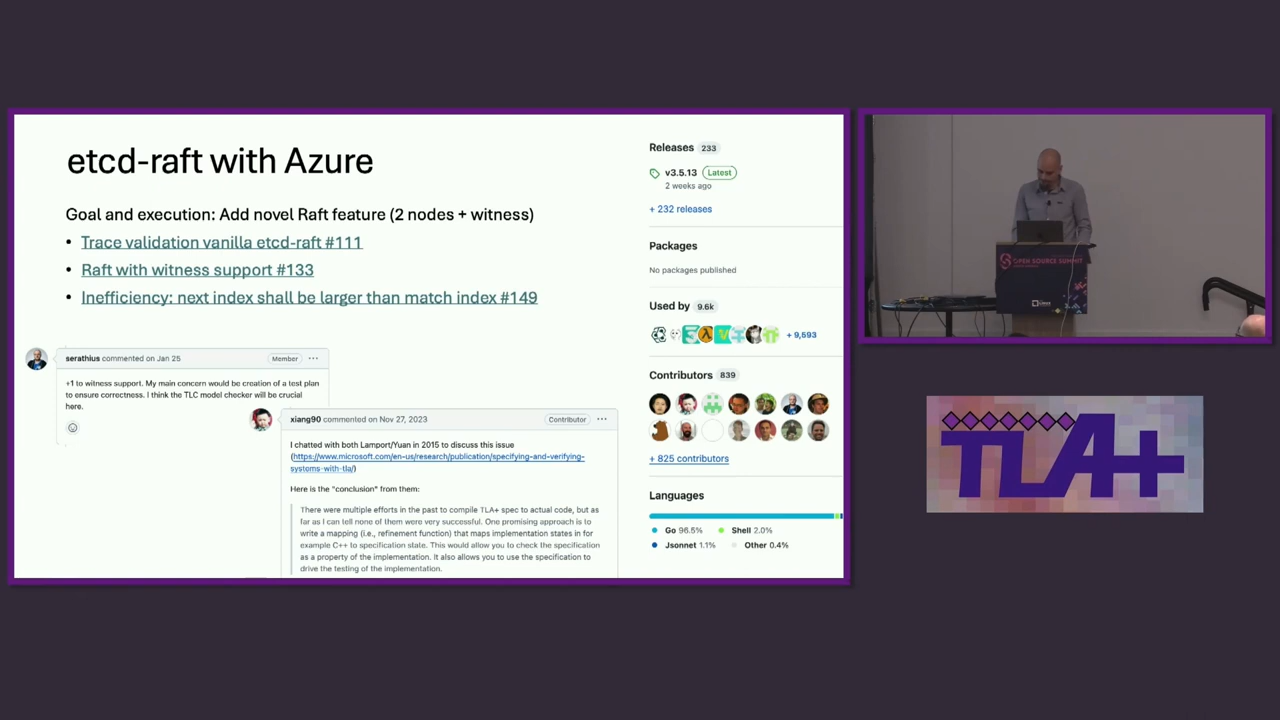 etcd-raft with Azure
Goal and execution: Add novel Raft feature (2 nodes + witness)
• Trace validation vanilla etcd-raft #111
• Raft with witness support #133
• Inefficiency: next index shall be larger than match index #149
serathius commented on Jan 25
Member
+1 to witness support. My main concern would be creation of a test plan
to ensure correctness. I think the TLC model checker will be crucial
here.
xiang90 commented on Nov 27, 2023
Contributor
I chatted with both Lamport/Yuan in 2015 to discuss this issue
(https://www.microsoft.com/en-us/research/publication/specifying-and-verifying-
systems-with-tla/)
Here is the "conclusion" from them:
There were multiple efforts in the past to compile TLA+ spec to actual code, but as
far as I can tell none of them were very successful. One promising approach is to
write a mapping (i.e., refinement function) that maps implementation states in for
example C++ to specification state. This would allow you to check the specification
as a property of the implementation. It also allows you to use the specification to
drive the testing of the implementation.
Releases 233
v3.5.13 Latest
2 weeks ago
+ 232 releases
Packages
No packages published
Used by 9.6k
+ 9,593
Contributors 839
+ 825 contributors
Languages
Go 96.5%
Shell 2.0%
Jsonnet 1.1%
Other 0.4%
OPEN SOURCE SUMMIT
TLA+